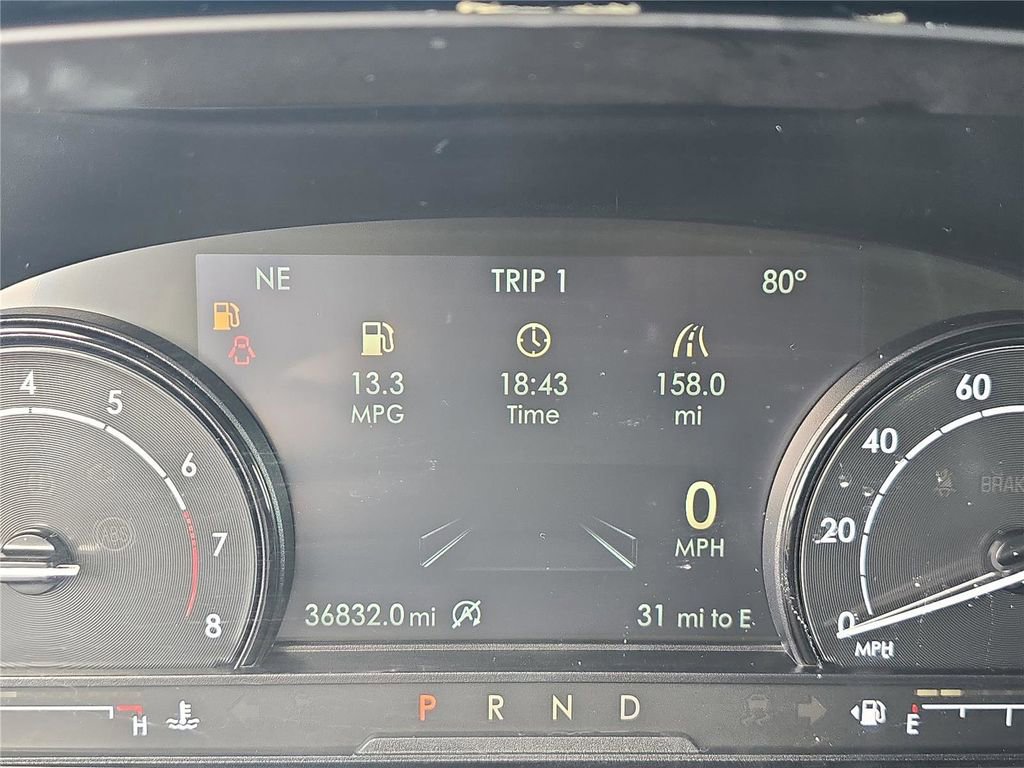 NE TRIP 1 80°
13.3 18:43 158.0
MPG Time mi
4 5 6 7 8
0 MPH
0 20 40 60
MPH
36832.0 mi A 31 mi to E
H P R N D E